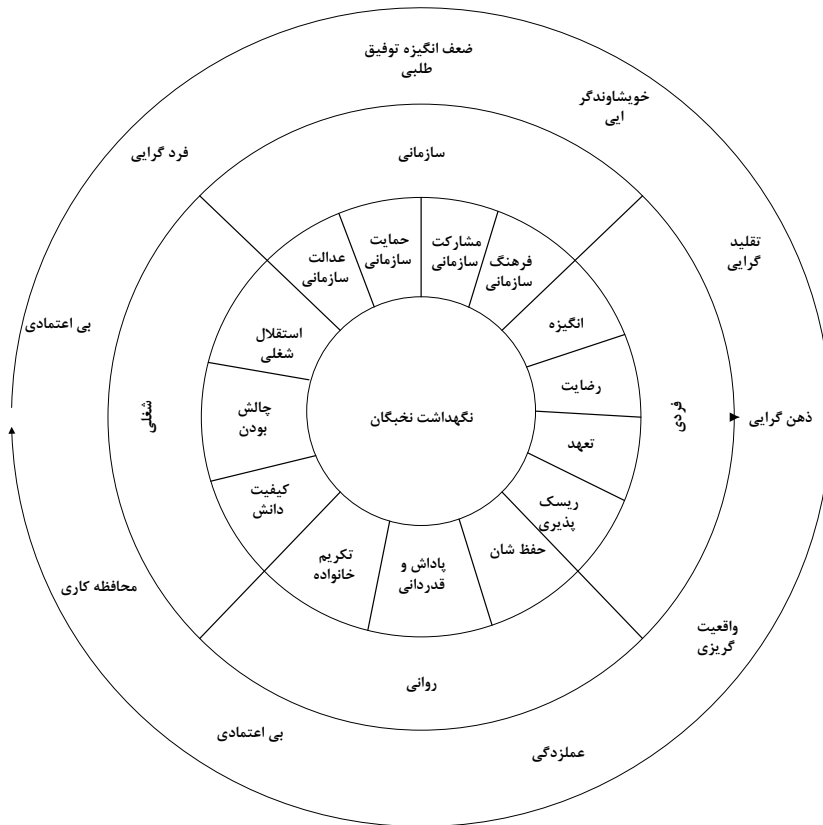 ضعف انگیزه توفیق
طلبی
خویشاوندگر
ایی
فرد گرایی
سازمانی
تقلید
گرایی
حمایت
سازمانی
مشارکت
سازمانی
عدالت
سازمانی
فرهنگ
سازمانی
انگیزه
بی اعتمادی
استقلال
شغلی
رضایت
چالش
بودن
نگهداشت نخبگان
شغلی
فردی
ذهن گرایی
تعهد
کیفیت
دانش
ریسک
پذیری
حفظ شان
پاداش و
قدردانی
تکریم
خانواده
محافظه کاری
واقعیت
گریزی
روانی
بی اعتمادی
عملزدگی